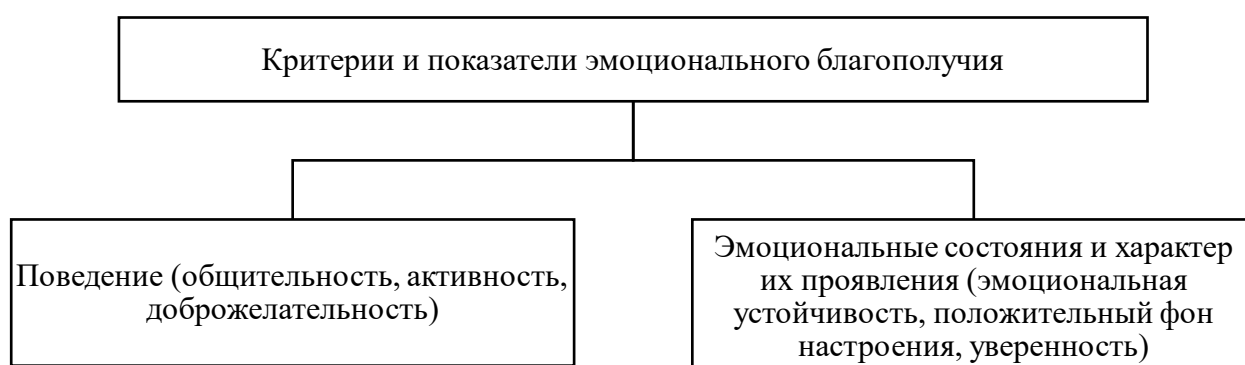 Критерии и показатели эмоционального благополучия
Поведение (общительность, активность,
доброжелательность)
Эмоциональные состояния и характер
их проявления (эмоциональная
устойчивость, положительный фон
настроения, уверенность)